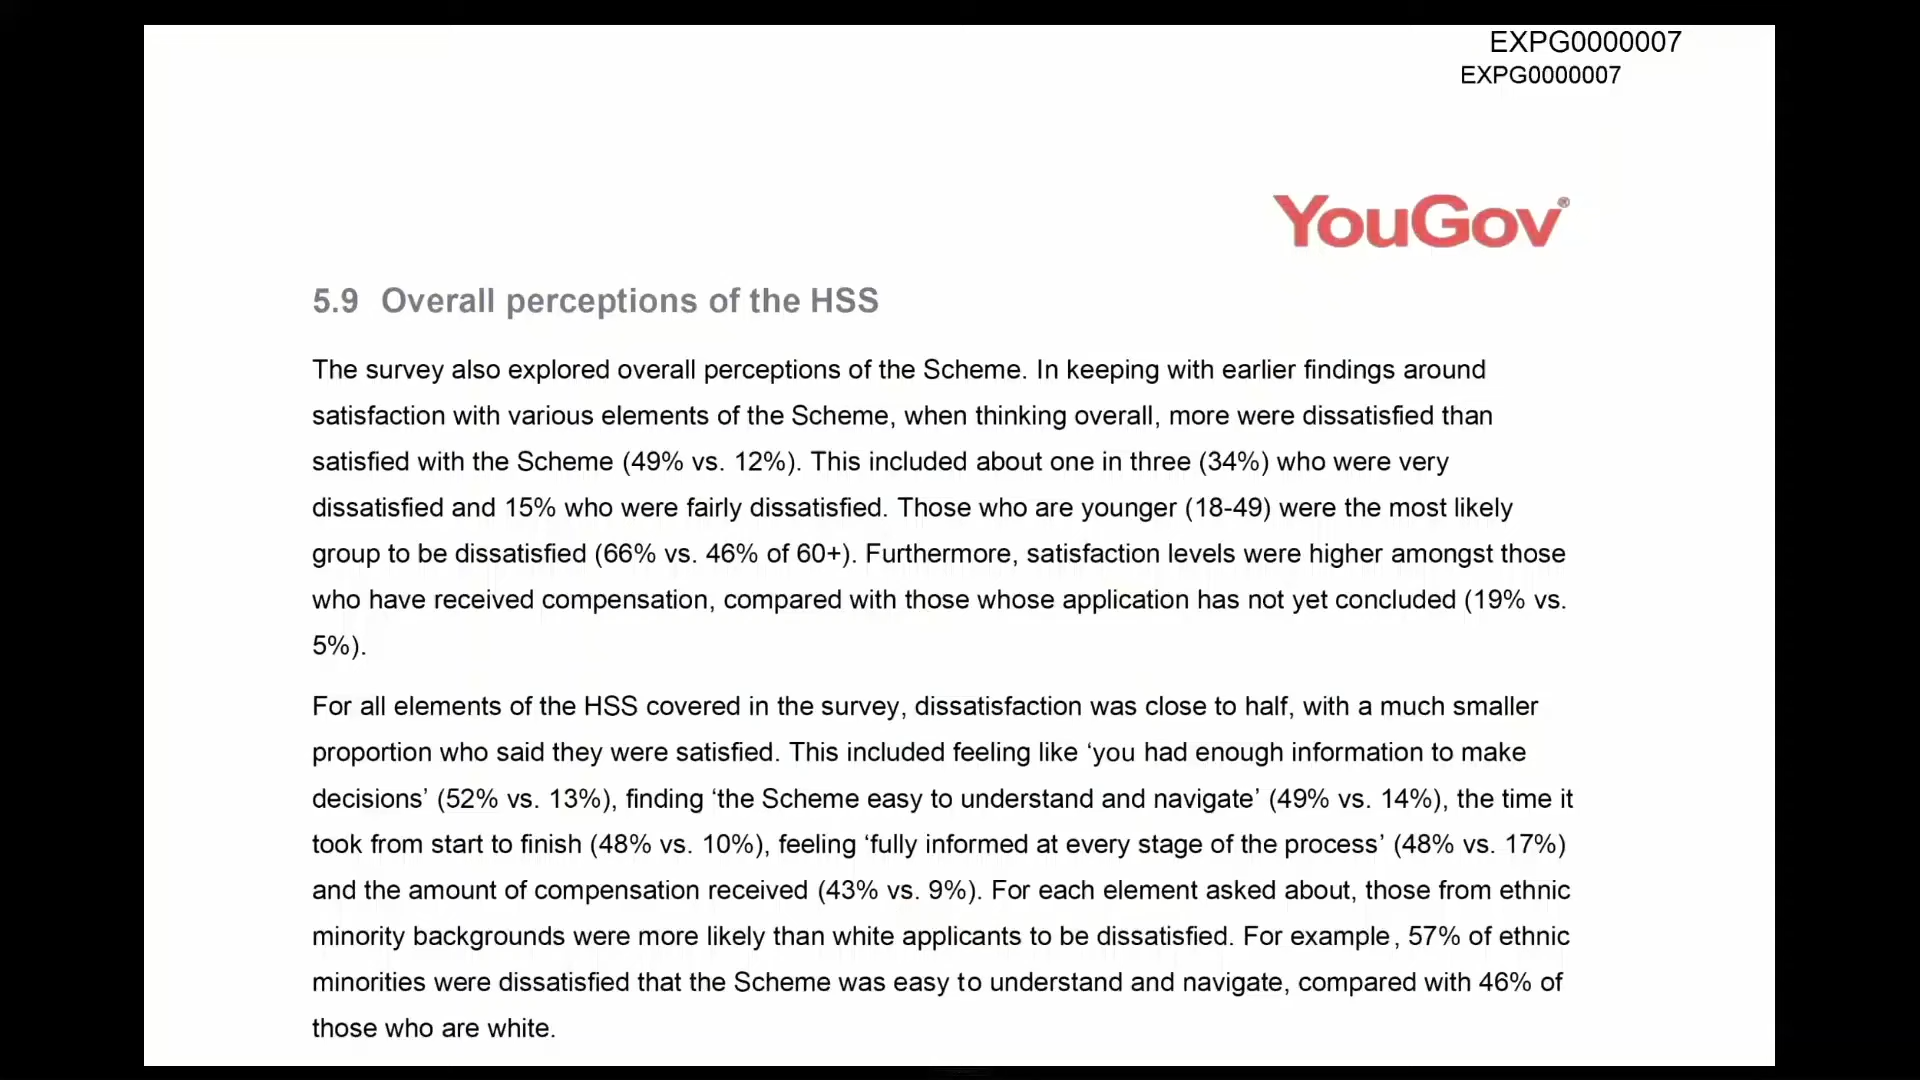 EXPG0000007
EXPG0000007
YouGov®
5.9 Overall perceptions of the HSS
The survey also explored overall perceptions of the Scheme. In keeping with earlier findings around
satisfaction with various elements of the Scheme, when thinking overall, more were dissatisfied than
satisfied with the Scheme (49% vs. 12%). This included about one in three (34%) who were very
dissatisfied and 15% who were fairly dissatisfied. Those who are younger (18-49) were the most likely
group to be dissatisfied (66% vs. 46% of 60+). Furthermore, satisfaction levels were higher amongst those
who have received compensation, compared with those whose application has not yet concluded (19% vs.
5%).
For all elements of the HSS covered in the survey, dissatisfaction was close to half, with a much smaller
proportion who said they were satisfied. This included feeling like ‘you had enough information to make
decisions’ (52% vs. 13%), finding ‘the Scheme easy to understand and navigate’ (49% vs. 14%), the time it
took from start to finish (48% vs. 10%), feeling ‘fully informed at every stage of the process’ (48% vs. 17%)
and the amount of compensation received (43% vs. 9%). For each element asked about, those from ethnic
minority backgrounds were more likely than white applicants to be dissatisfied. For example, 57% of ethnic
minorities were dissatisfied that the Scheme was easy to understand and navigate, compared with 46% of
those who are white.